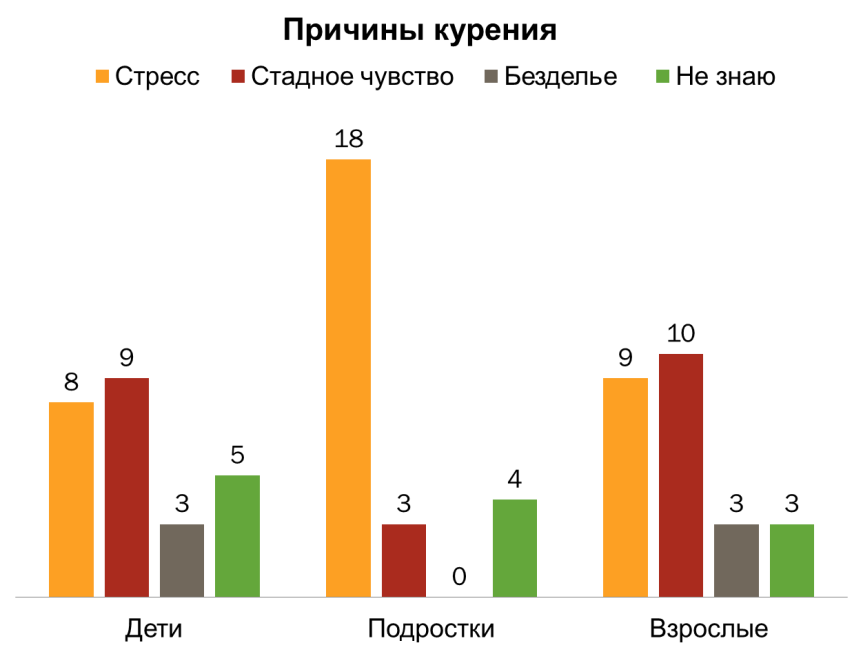 Причины курения
Стресс Стадное чувство Безделье Не знаю
18
10
9 9
8
5
4
3 3 3 3
0
Дети Подростки Взрослые